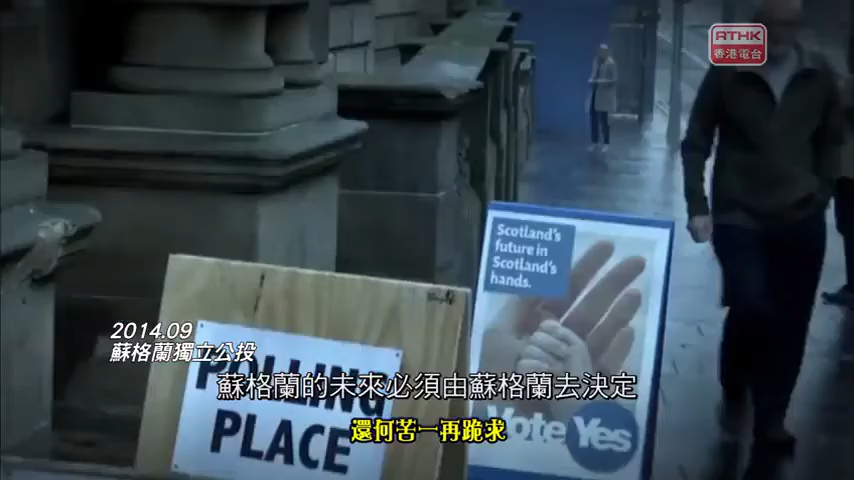 RTHK
香港電台
Scotland's
future in
Scotland's
hands.
2014.09
蘇格蘭獨立公投
POLLING
PLACE
蘇格蘭的未來必須由蘇格蘭去決定
還何苦一再跪求
Vote Yes